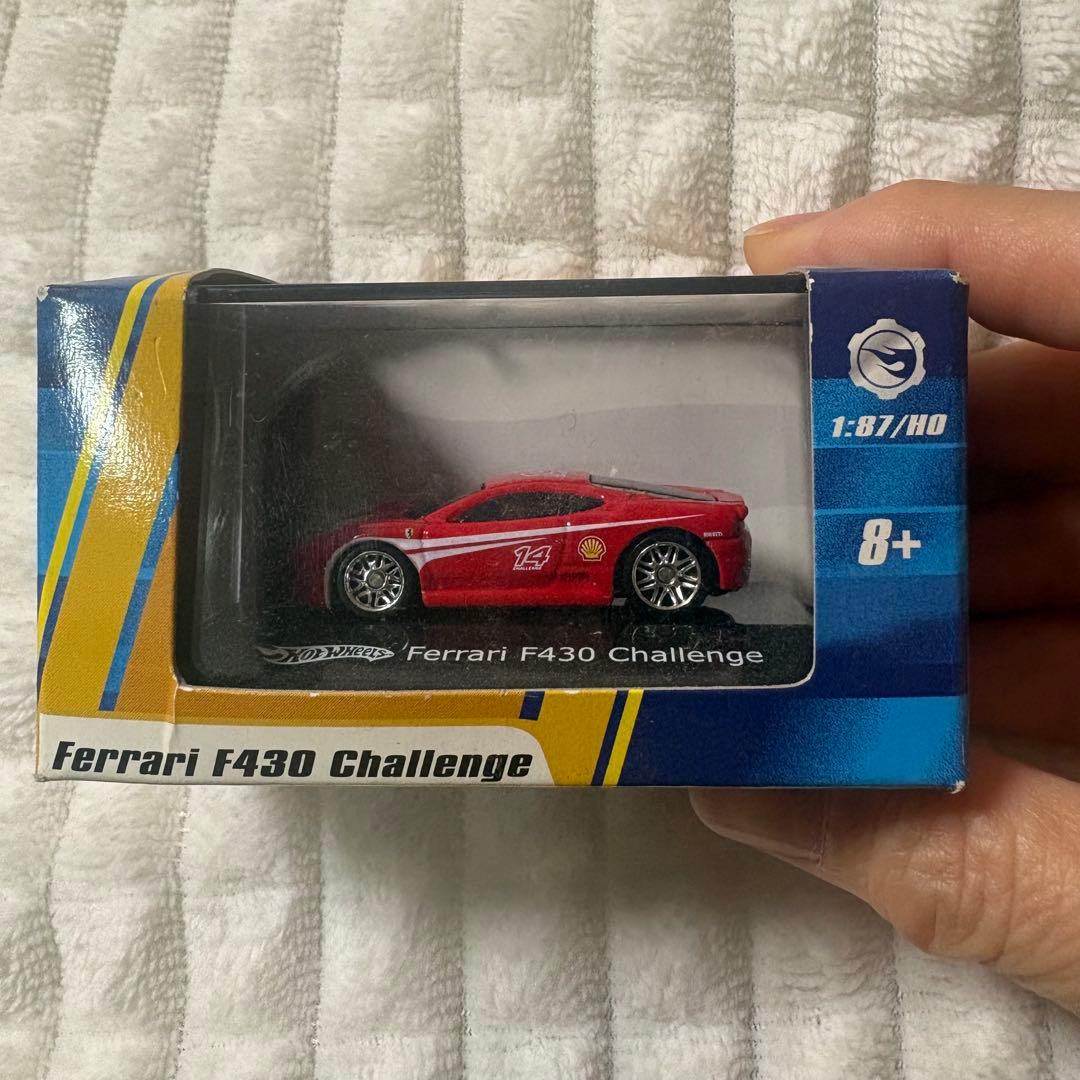 1:87/HO
8+
14
CHALLENGE
Hot Wheels Ferrari F430 Challenge
Ferrari F430 Challenge